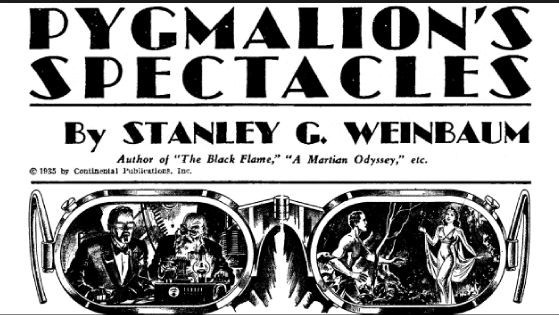 PYGMALION'S
SPECTACLES
By STANLEY G. WEINBAUM
Author of "The Black Flame," "A Martian Odyssey," etc.
© 1935 by Continental Publications, Inc.